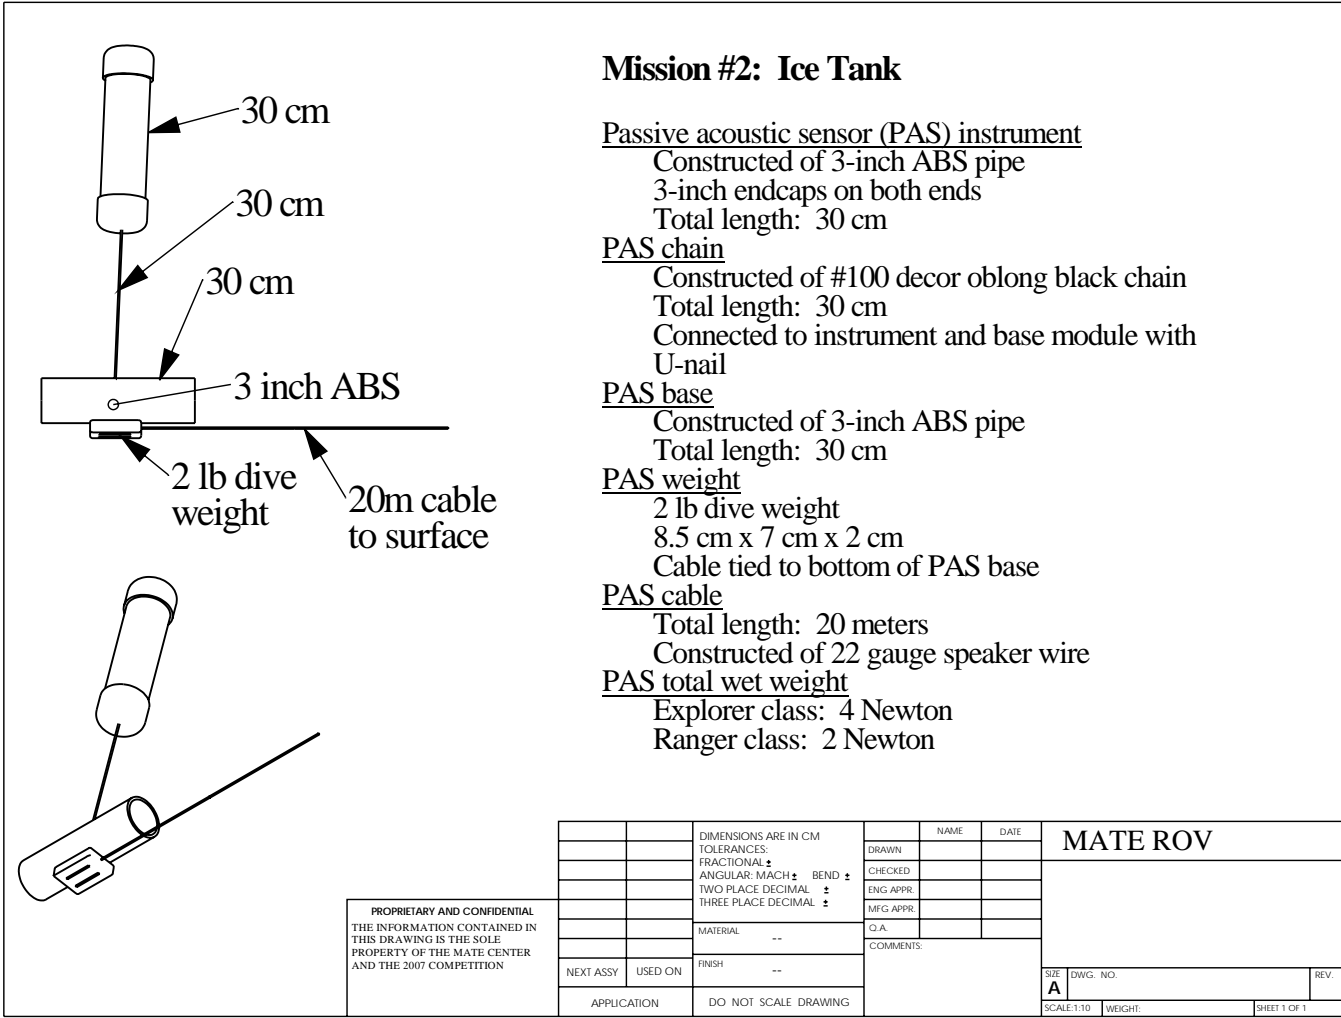 30 cm
30 cm
30 cm
3 inch ABS
2 lb dive
weight
20m cable
to surface
Mission #2:  Ice Tank
Passive acoustic sensor (PAS) instrument
Constructed of 3-inch ABS pipe
3-inch endcaps on both ends
Total length:  30 cm
PAS chain
Constructed of #100 decor oblong black chain
Total length:  30 cm
Connected to instrument and base module with
U-nail
PAS base
Constructed of 3-inch ABS pipe
Total length:  30 cm
PAS weight
2 lb dive weight
8.5 cm x 7 cm x 2 cm
Cable tied to bottom of PAS base
PAS cable
Total length:  20 meters
Constructed of 22 gauge speaker wire
PAS total wet weight
Explorer class:  4 Newton
Ranger class:  2 Newton
PROPRIETARY AND CONFIDENTIAL
THE INFORMATION CONTAINED IN
THIS DRAWING IS THE SOLE
PROPERTY OF THE MATE CENTER
AND THE 2007 COMPETITION
NEXT ASSY
USED ON
APPLICATION
DIMENSIONS ARE IN CM
TOLERANCES:
FRACTIONAL ±
ANGULAR: MACH ±   BEND ±
TWO PLACE DECIMAL   ±
THREE PLACE DECIMAL   ±
MATERIAL
--
FINISH
--
DO NOT SCALE DRAWING
NAME
DATE
DRAWN
CHECKED
ENG APPR.
MFG APPR.
Q.A.
COMMENTS:
MATE ROV
SIZE
A
DWG. NO.
REV.
SCALE:1:10
WEIGHT:
SHEET 1 OF 1